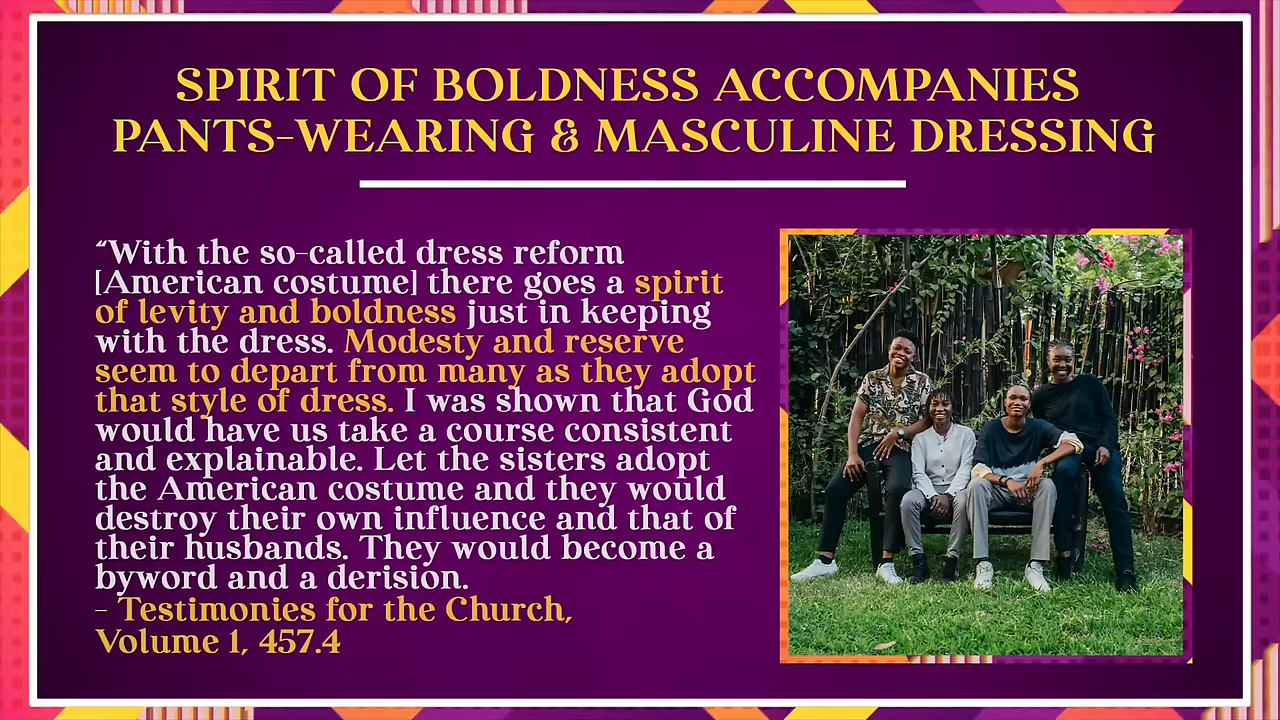 SPIRIT OF BOLDNESS ACCOMPANIES
PANTS-WEARING & MASCULINE DRESSING
“With the so-called dress reform
[American costume] there goes a spirit
of levity and boldness just in keeping
with the dress. Modesty and reserve
seem to depart from many as they adopt
that style of dress. I was shown that God
would have us take a course consistent
and explainable. Let the sisters adopt
the American costume and they would
destroy their own influence and that of
their husbands. They would become a
byword and a derision.
- Testimonies for the Church,
Volume 1, 457.4